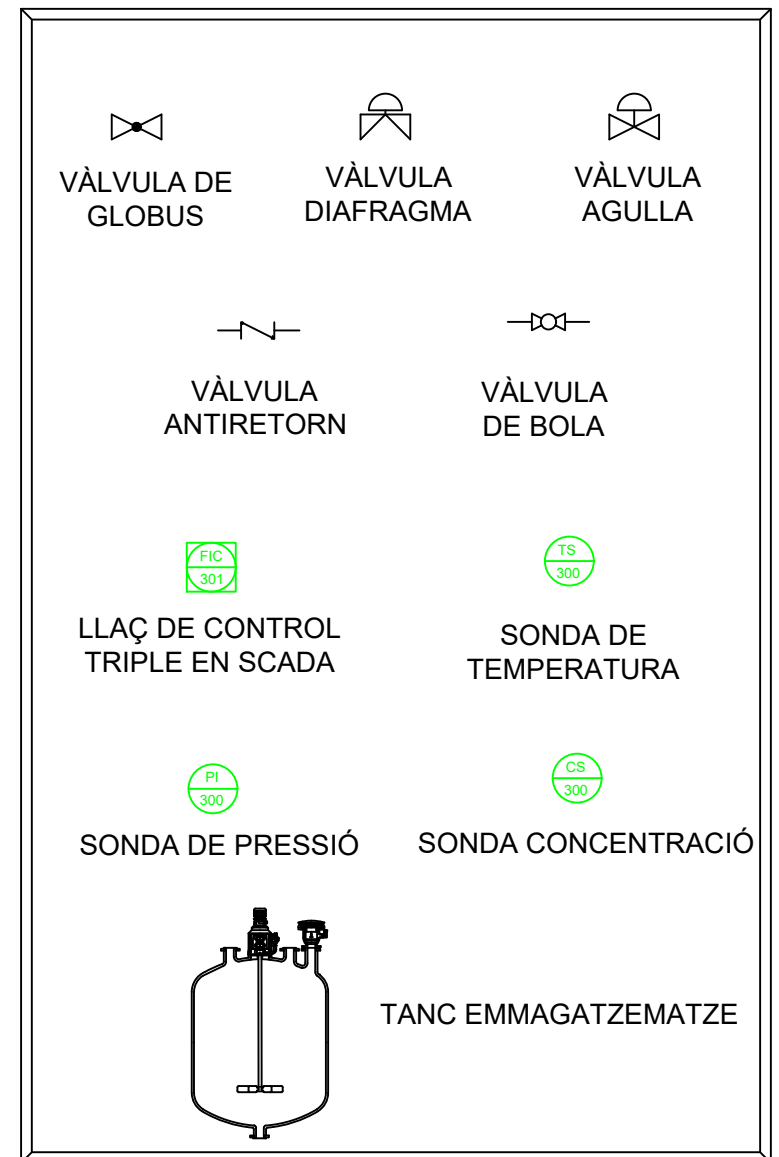 VÀLVULA DE
GLOBUS
VÀLVULA
DIAFRAGMA
VÀLVULA
AGULLA
VÀLVULA
ANTIRETORN
VÀLVULA
DE BOLA
FIC
301
LLAÇ DE CONTROL
TRIPLE EN SCADA
TS
300
SONDA DE
TEMPERATURA
PI
300
SONDA DE PRESSIÓ
CS
300
SONDA CONCENTRACIÓ
TANC EMMAGATZEMATZE